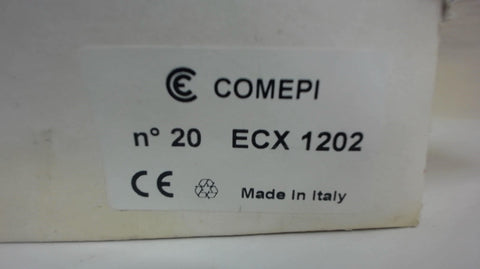 COMEPI
n° 20 ECX 1202
CE Made In Italy